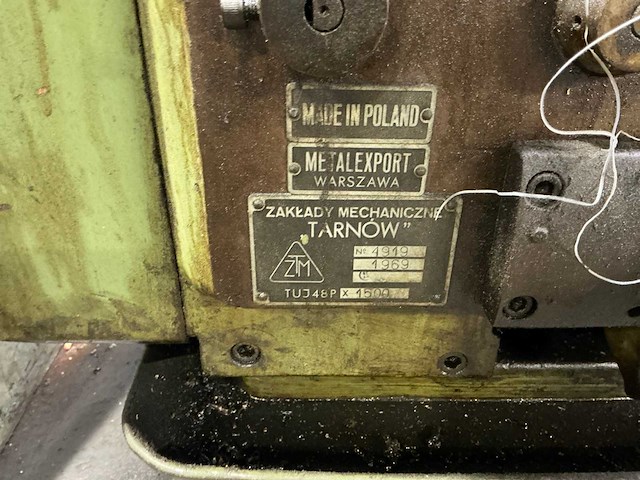 MADE IN POLAND
METALEXPORT
WARSZAWA
ZAKŁADY MECHANICZNE
TARNÓW"
ZTM
Nr 4919
1969
TUJ48P X 1500